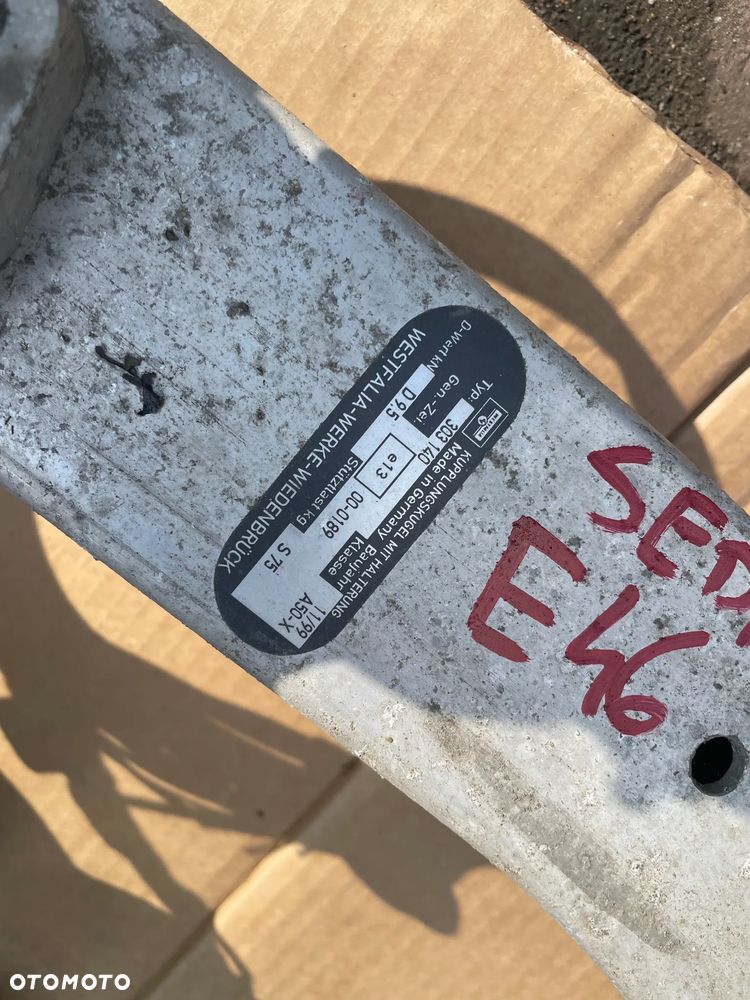 KUPPLUNGSKUGEL MIT HALTERUNG
Made in Germany
Baujahr 11/99
Typ: 303 140
Klasse A50-X
Gen.-Zei. e13 00-0189
D-Wert kN D 9,5
Stützlast kg S 75
WESTFALIA-WERKE-WIEDENBRÜCK
SED
E46
OTOMOTO